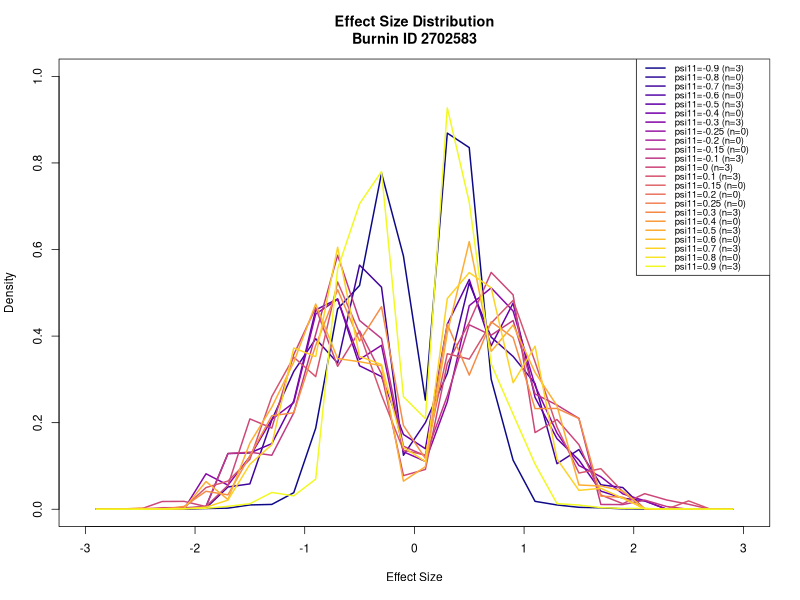 Effect Size Distribution
Burnin ID 2702583
psi11=-0.9 (n=3)
psi11=-0.8 (n=0)
psi11=-0.7 (n=3)
psi11=-0.6 (n=0)
psi11=-0.5 (n=3)
psi11=-0.4 (n=0)
psi11=-0.3 (n=3)
psi11=-0.25 (n=0)
psi11=-0.2 (n=0)
psi11=-0.15 (n=0)
psi11=-0.1 (n=3)
psi11=0 (n=3)
psi11=0.1 (n=3)
psi11=0.15 (n=0)
psi11=0.2 (n=0)
psi11=0.25 (n=0)
psi11=0.3 (n=3)
psi11=0.4 (n=0)
psi11=0.5 (n=3)
psi11=0.6 (n=0)
psi11=0.7 (n=3)
psi11=0.8 (n=0)
psi11=0.9 (n=3)
Density
1.0
0.8
0.6
0.4
0.2
0.0
-3 -2 -1 0 1 2 3
Effect Size